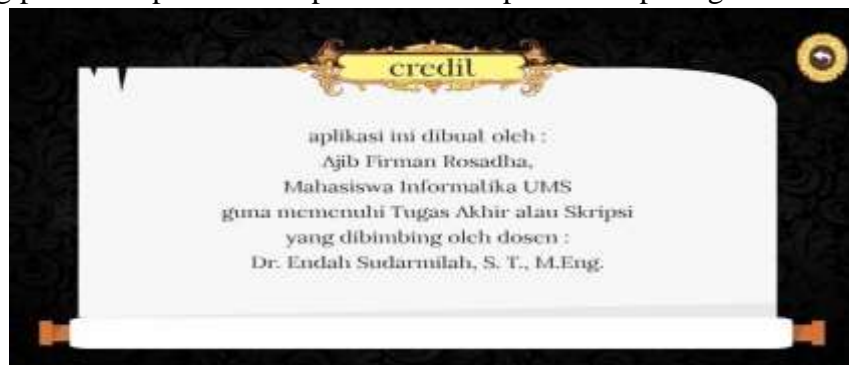 credit
aplikasi ini dibuat oleh :
Ajib Firman Rosadha,
Mahasiswa Informatika UMS
guna memenuhi Tugas Akhir atau Skripsi
yang dibimbing oleh dosen :
Dr. Endah Sudarmilah, S. T., M.Eng.